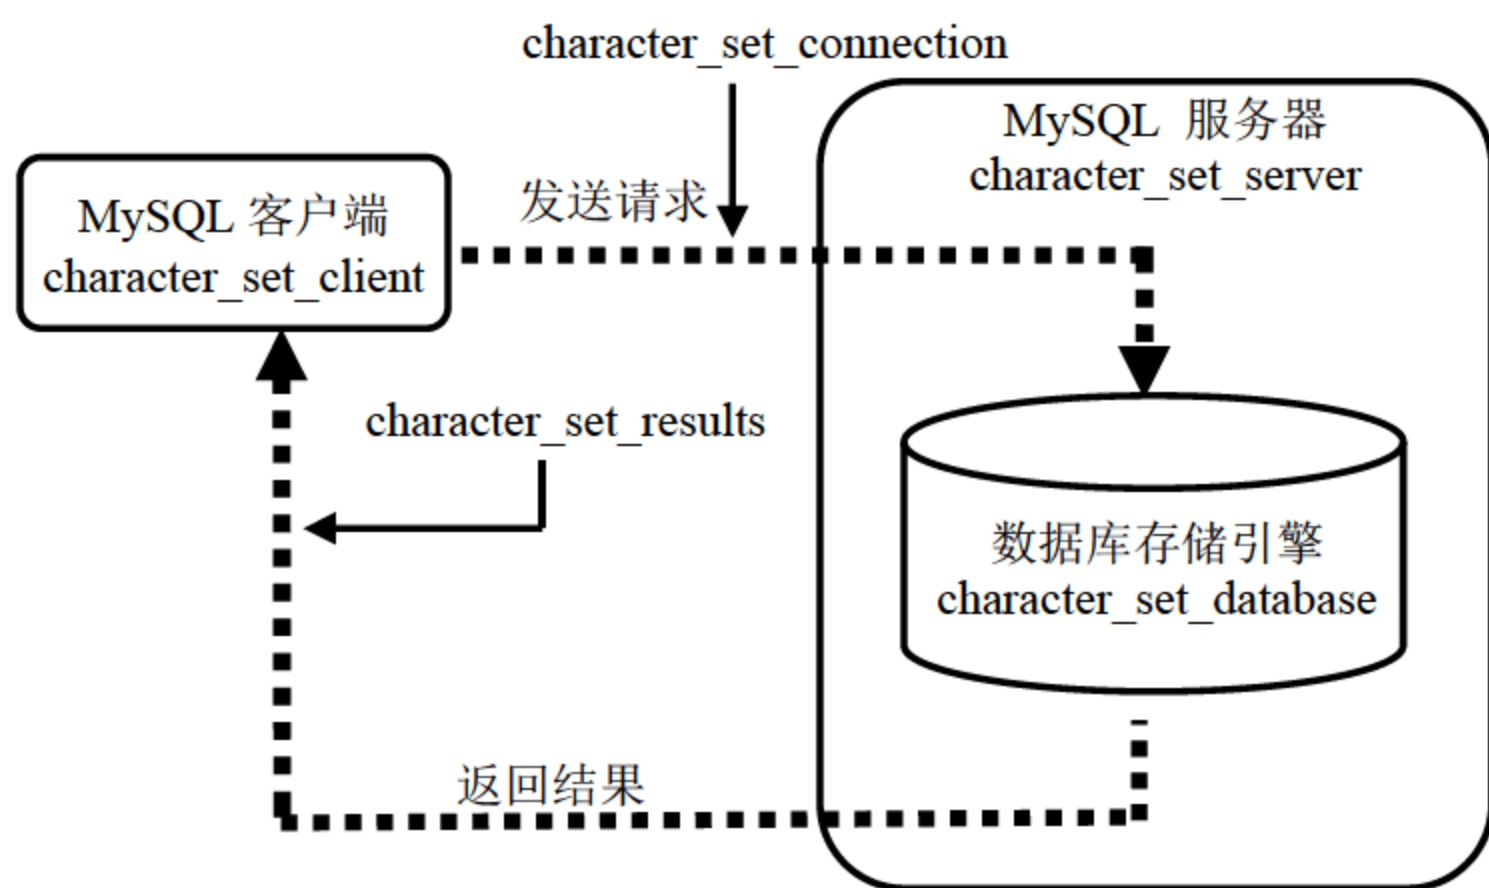 character_set_connection
MySQL 服务器
character_set_server
发送请求
MySQL 客户端
character_set_client
character_set_results
数据库存储引擎
character_set_database
返回结果